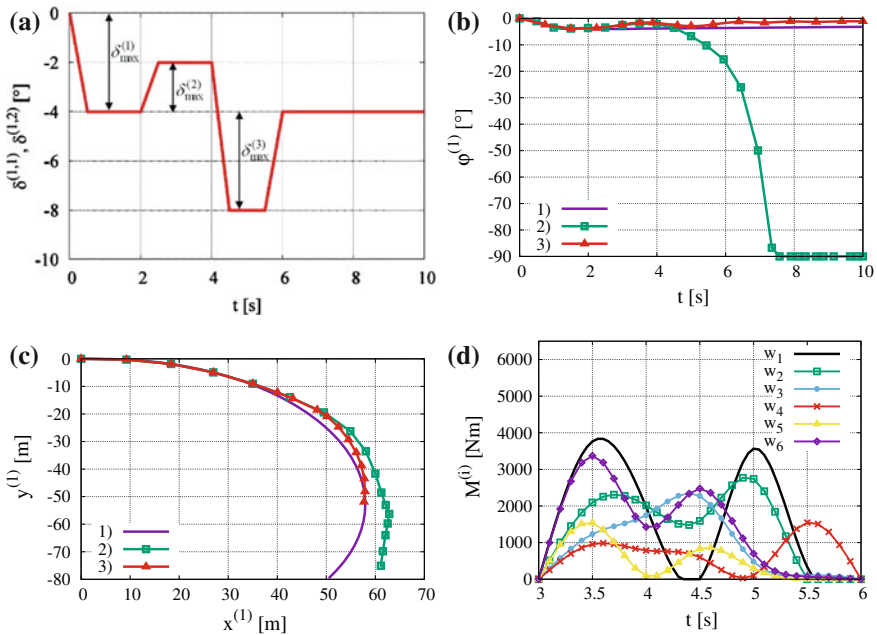 (a)
0
-2
-4
-6
-8
-10
δ(1,1), δ(1,2) [°]
δ(1)max
δ(2)max
δ(3)max
0 2 4 6 8 10
t [s]
(b)
0
-10
-20
-30
-40
-50
-60
-70
-80
-90
φ(1) [°]
1)
2)
3)
0 2 4 6 8 10
t [s]
(c)
0
-10
-20
-30
-40
-50
-60
-70
-80
y(1) [m]
1)
2)
3)
0 10 20 30 40 50 60 70
x(1) [m]
(d)
6000
5000
4000
3000
2000
1000
0
M(i) [Nm]
w1
w2
w3
w4
w5
w6
3 3.5 4 4.5 5 5.5 6
t [s]